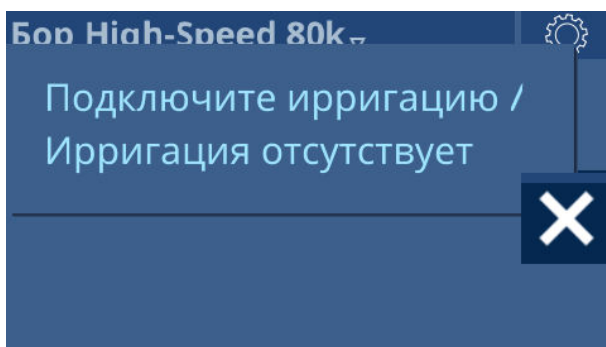 Бор High-Speed 80k
Подключите ирригацию /
Ирригация отсутствует